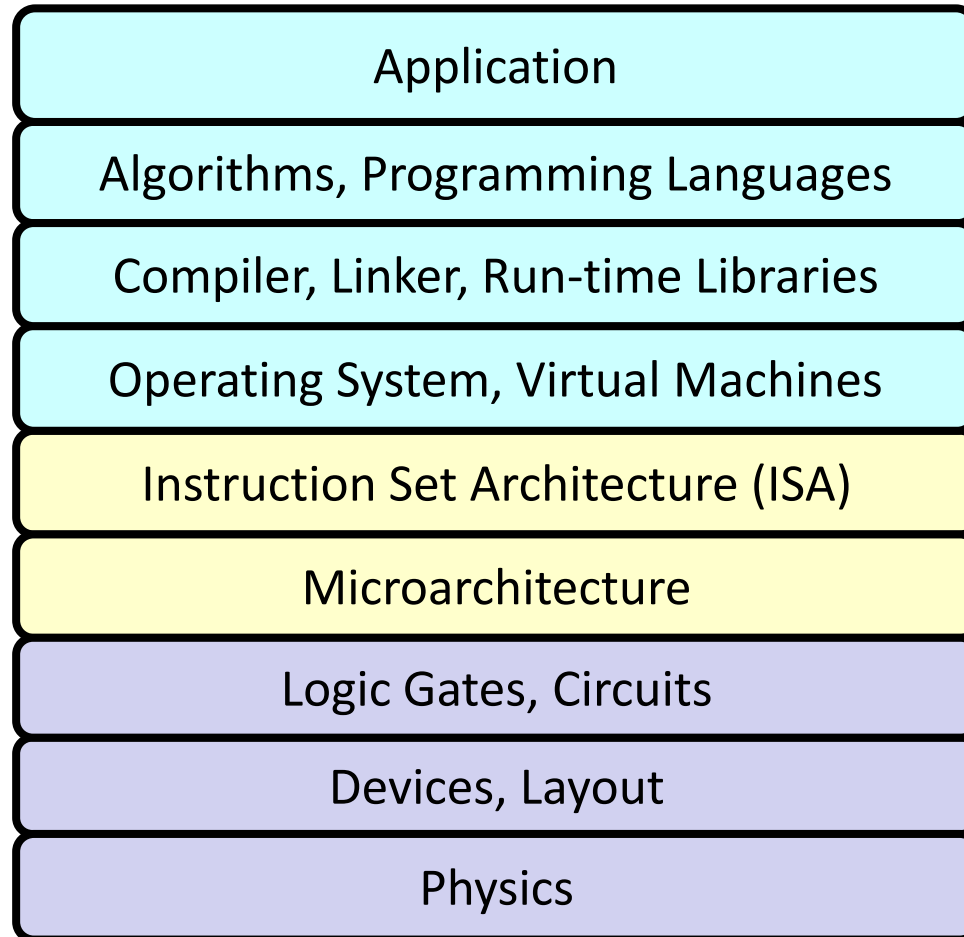 Application
Algorithms, Programming Languages
Compiler, Linker, Run-time Libraries
Operating System, Virtual Machines
Instruction Set Architecture (ISA)
Microarchitecture
Logic Gates, Circuits
Devices, Layout
Physics